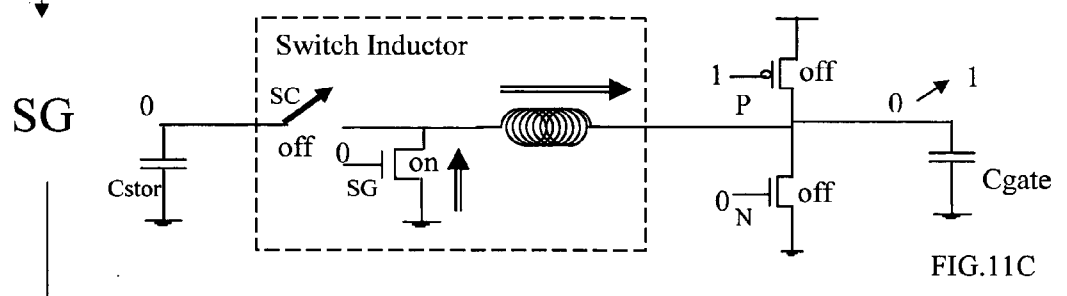 Switch Inductor
SG
0
SC
off
Cstor
0
SG
on
1
P
off
0
N
off
0
1
Cgate
FIG.11C